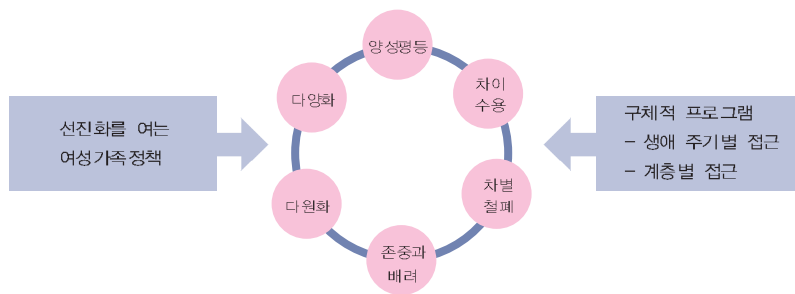 선진화를 여는
여성가족정책
양성평등
차이
수용
차별
철폐
존중과
배려
다원화
다양화
구체적 프로그램
– 생애 주기별 접근
– 계층별 접근